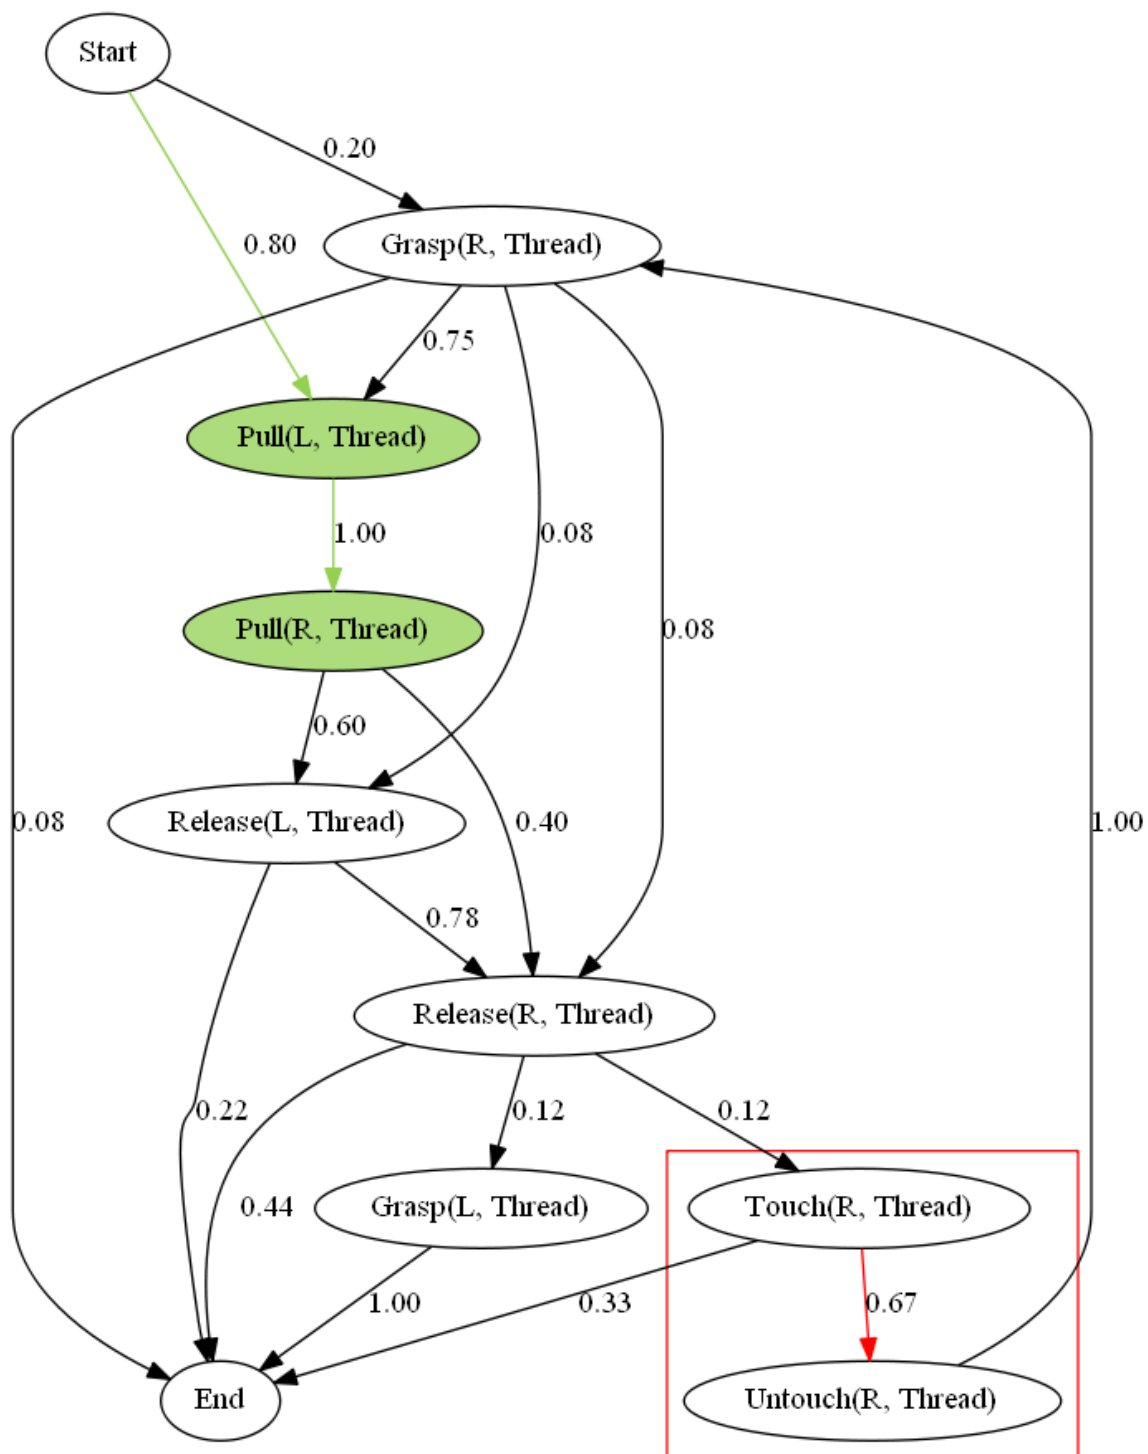 Start
0.20
Grasp(R, Thread)
0.80
0.75
Pull(L, Thread)
1.00
0.08
Pull(R, Thread)
0.08
0.60
Release(L, Thread)
0.08
0.40
1.00
0.78
Release(R, Thread)
0.22
0.12
0.12
0.44
Grasp(L, Thread)
Touch(R, Thread)
1.00
0.33
0.67
End
Untouch(R, Thread)